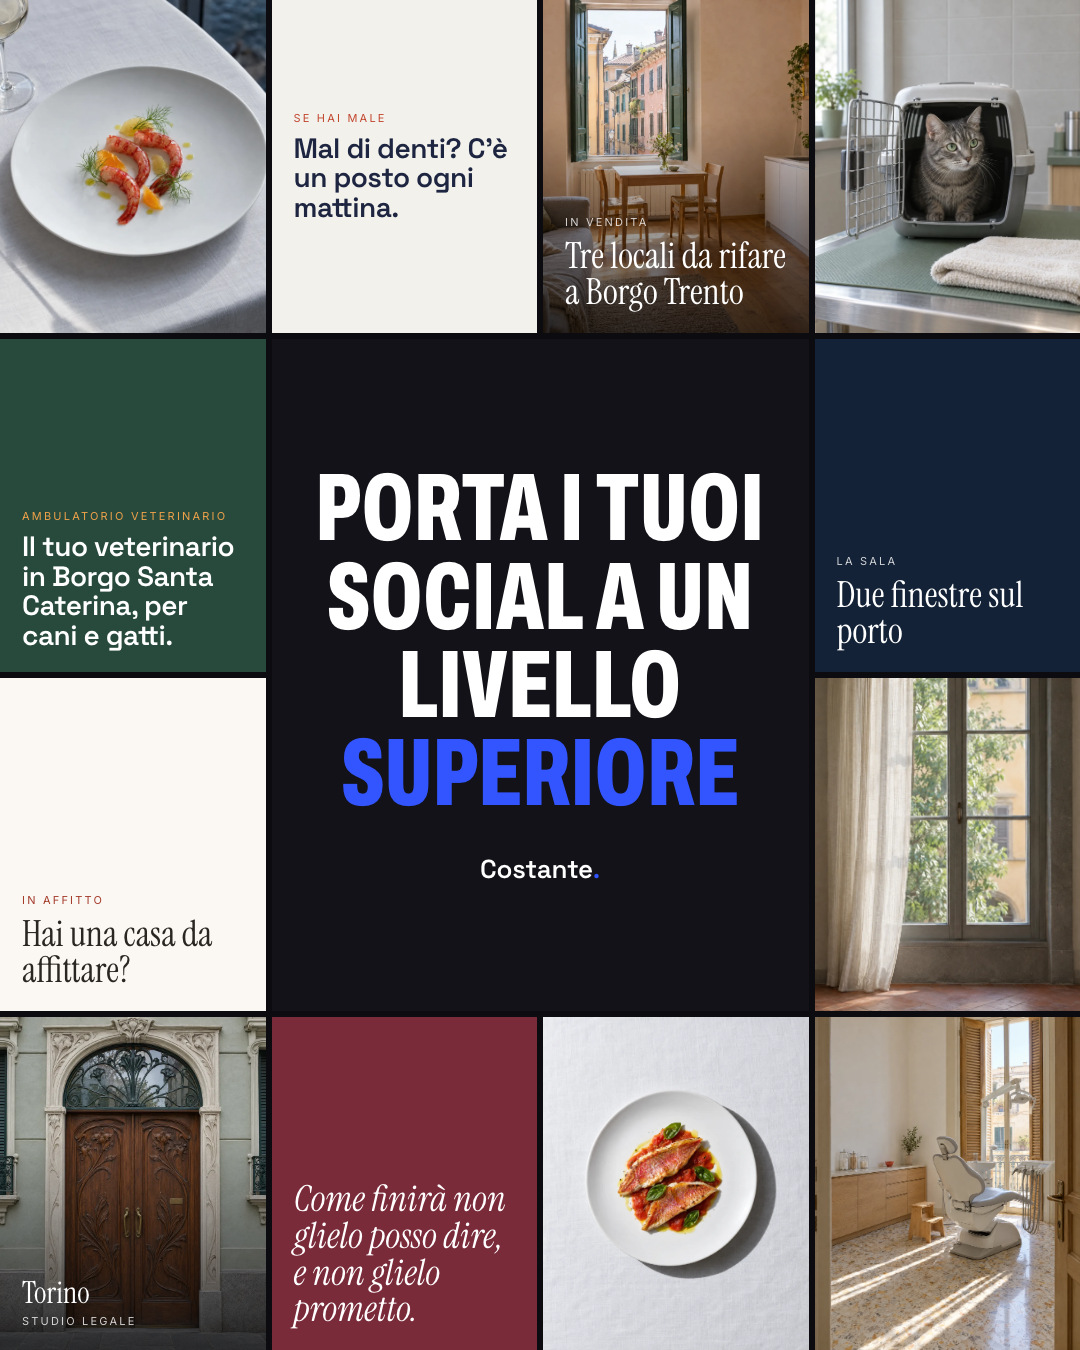 SE HAI MALE
Mal di denti? C’è
un posto ogni
mattina.
IN VENDITA
Tre locali da rifare
a Borgo Trento
AMBULATORIO VETERINARIO
Il tuo veterinario
in Borgo Santa
Caterina, per
cani e gatti.
PORTA I TUOI
SOCIAL A UN
LIVELLO
SUPERIORE
Costante.
LA SALA
Due finestre sul
porto
IN AFFITTO
Hai una casa da
affittare?
Torino
STUDIO LEGALE
Come finirà non
glielo posso dire,
e non glielo
prometto.